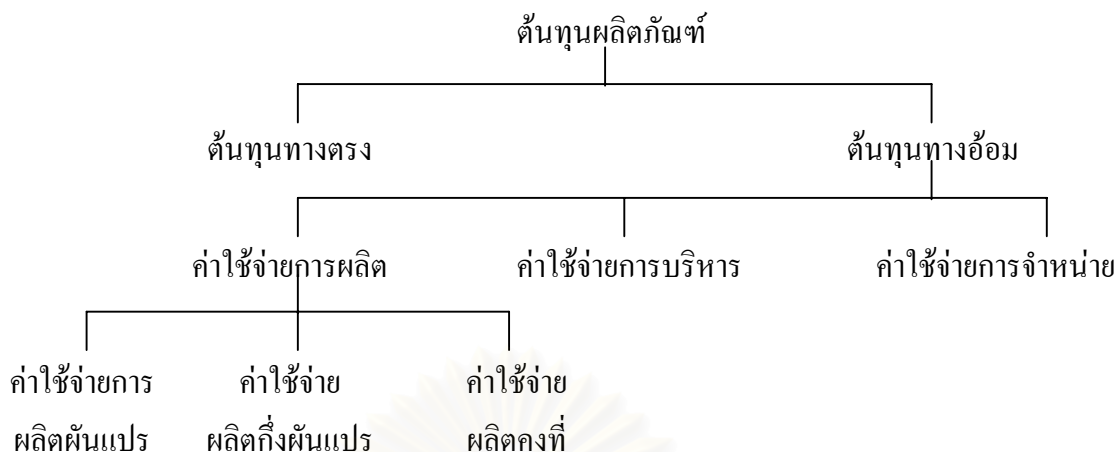 ต้นทุนผลิตภัณฑ์
ต้นทุนทางตรง ต้นทุนทางอ้อม
ค่าใช้จ่ายการผลิต ค่าใช้จ่ายการบริหาร ค่าใช้จ่ายการจำหน่าย
ค่าใช้จ่ายการ ค่าใช้จ่าย ค่าใช้จ่าย
ผลิตผันแปร ผลิตกึ่งผันแปร ผลิตคงที่